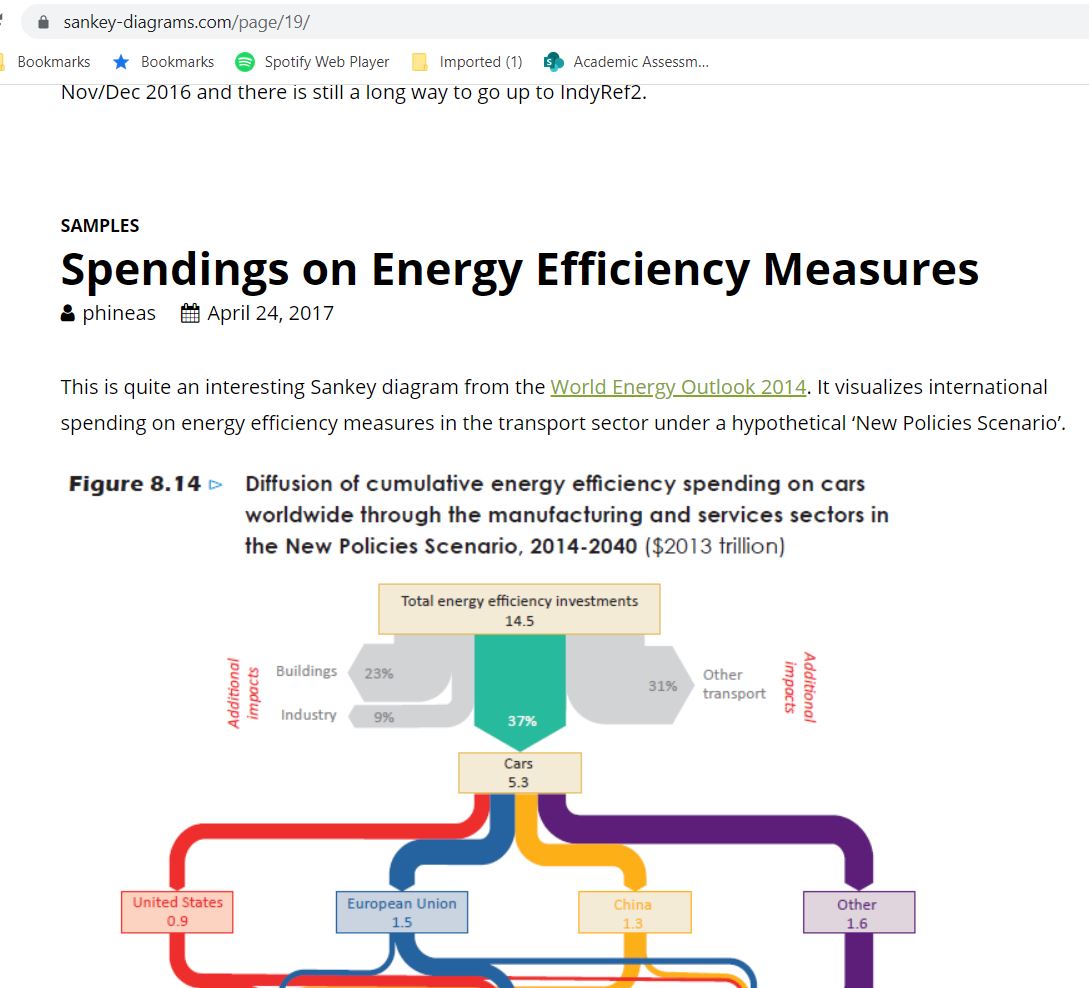 sankey-diagrams.com/page/19/
Bookmarks Bookmarks Spotify Web Player Imported (1) Academic Assessm...
Nov/Dec 2016 and there is still a long way to go up to IndyRef2.
SAMPLES
Spendings on Energy Efficiency Measures
phineas April 24, 2017
This is quite an interesting Sankey diagram from the World Energy Outlook 2014. It visualizes international
spending on energy efficiency measures in the transport sector under a hypothetical ‘New Policies Scenario’.
Figure 8.14 ▷ Diffusion of cumulative energy efficiency spending on cars
worldwide through the manufacturing and services sectors in
the New Policies Scenario, 2014-2040 ($2013 trillion)
Total energy efficiency investments
14.5
Additional
impacts
Buildings
23%
Industry
9%
37%
31%
Other
transport
Additional
impacts
Cars
5.3
United States
0.9
European Union
1.5
China
1.3
Other
1.6